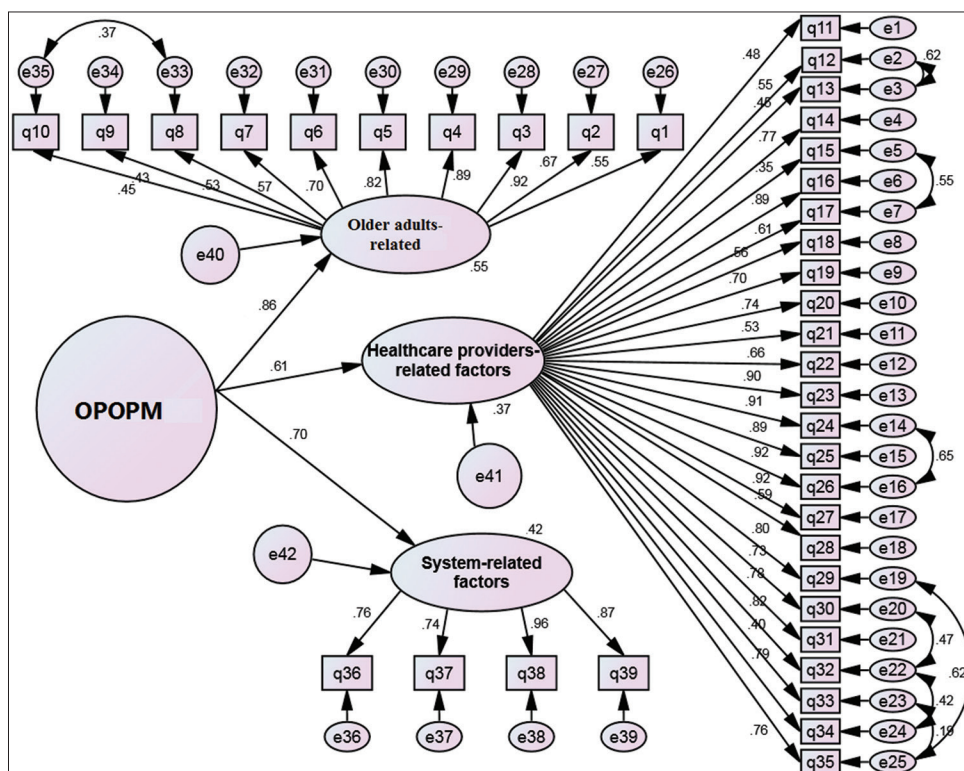 .37
e35 e34 e33 e32 e31 e30 e29 e28 e27 e26
q10 q9 q8 q7 q6 q5 q4 q3 q2 q1
.45 .43 .53 .57 .70 .82 .89 .92 .67 .55
Older adults-
related
.55
e40
.86
OPOPM
.61
Healthcare providers-
related factors
.37
e41
.70
e42
.42
System-related
factors
.76 .74 .96 .87
q36 q37 q38 q39
e36 e37 e38 e39
.48
.55
.45
.77
.35
.89
.61
.56
.70
.74
.53
.66
.90
.91
.89
.92
.92
.59
.80
.73
.78
.82
.40
.79
.76
q11 e1
q12 e2
.62
q13 e3
q14 e4
q15 e5
q16 e6
.55
q17 e7
q18 e8
q19 e9
q20 e10
q21 e11
q22 e12
q23 e13
q24 e14
q25 e15
.65
q26 e16
q27 e17
q28 e18
q29 e19
q30 e20
q31 e21
.47
q32 e22
.62
q33 e23
.42
q34 e24
.19
q35 e25